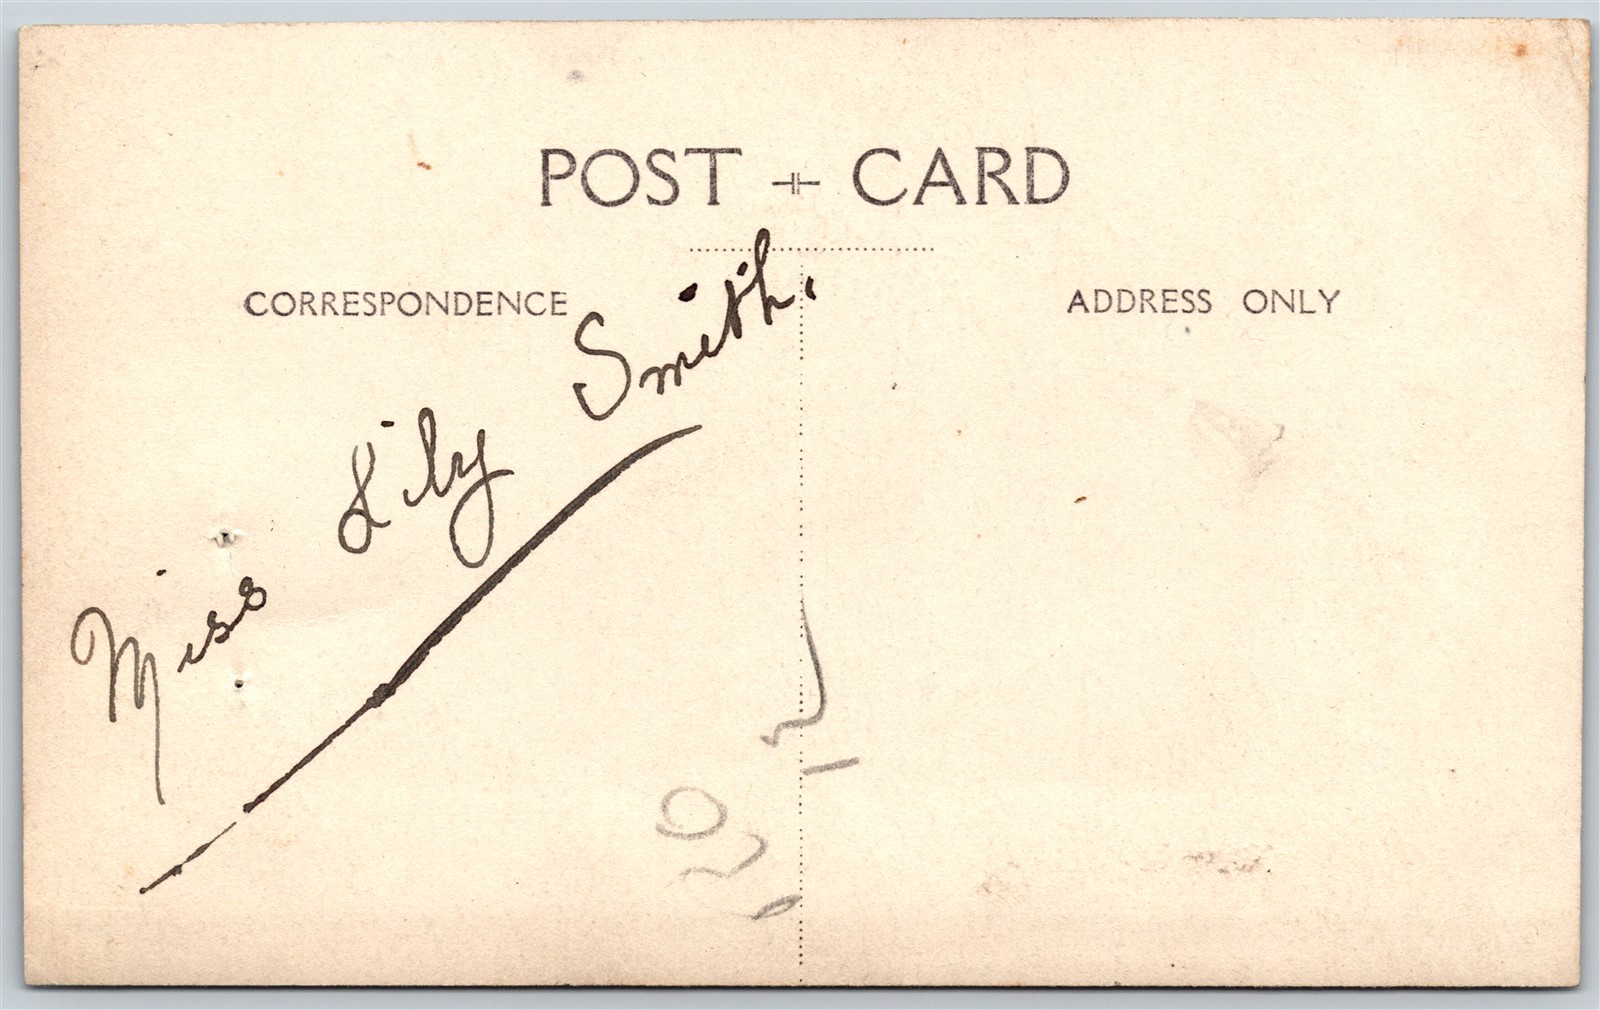 POST CARD
CORRESPONDENCE
ADDRESS ONLY
Miss Lily Smith.